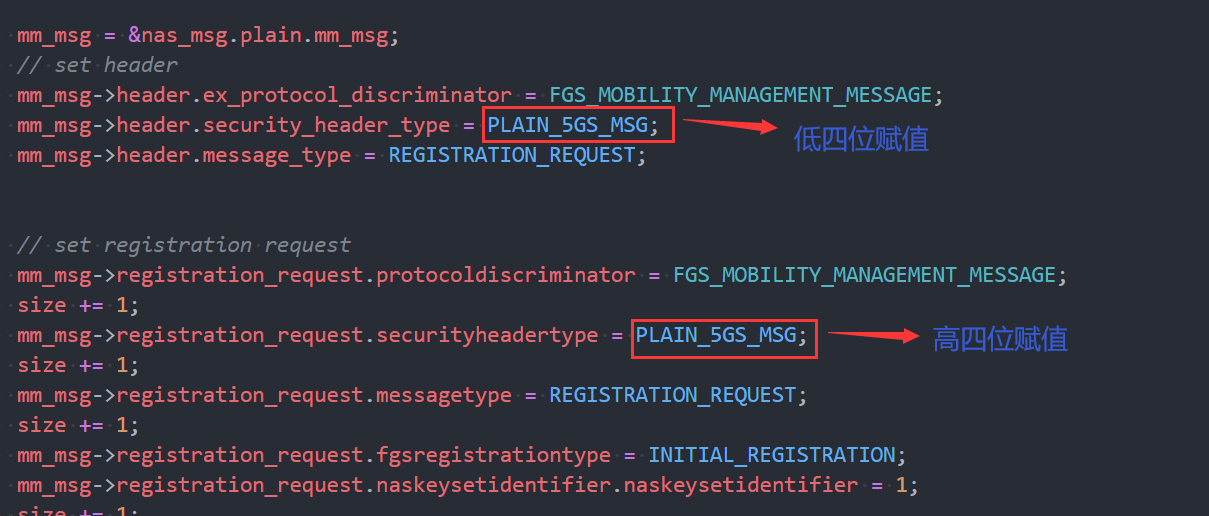 mm_msg = &nas_msg.plain.mm_msg;
// set header
mm_msg->header.ex_protocol_discriminator = FGS_MOBILITY_MANAGEMENT_MESSAGE;
mm_msg->header.security_header_type = PLAIN_5GS_MSG; 低四位赋值
mm_msg->header.message_type = REGISTRATION_REQUEST;
// set registration request
mm_msg->registration_request.protocoldiscriminator = FGS_MOBILITY_MANAGEMENT_MESSAGE;
size += 1;
mm_msg->registration_request.securityheadertype = PLAIN_5GS_MSG; 高四位赋值
size += 1;
mm_msg->registration_request.messagetype = REGISTRATION_REQUEST;
size += 1;
mm_msg->registration_request.fgsregistrationtype = INITIAL_REGISTRATION;
mm_msg->registration_request.naskeysetidentifier.naskeysetidentifier = 1;
size += 1;